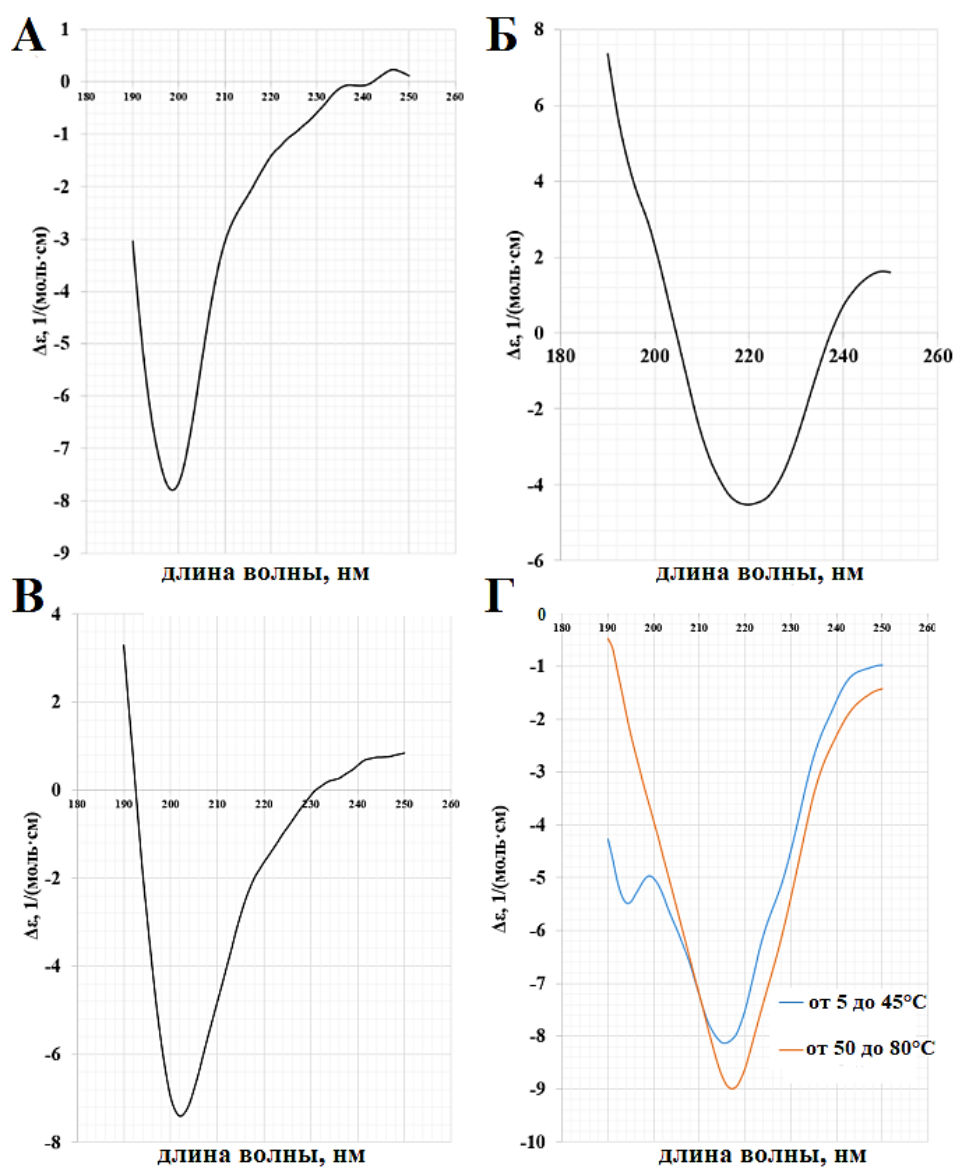 А
1
0
180 190 200 210 220 230 240 250 260
-1
-2
-3
-4
-5
-6
-7
-8
-9
Δε, 1/(моль·см)
длина волны, нм
Б
8
6
4
2
0
180 200 220 240 260
-2
-4
-6
Δε, 1/(моль·см)
длина волны, нм
В
4
2
0
180 190 200 210 220 230 240 250 260
-2
-4
-6
-8
Δε, 1/(моль·см)
длина волны, нм
Г
0
180 190 200 210 220 230 240 250 260
-1
-2
-3
-4
-5
-6
-7
-8
-9
-10
Δε, 1/(моль·см)
от 5 до 45°C
от 50 до 80°C
длина волны, нм